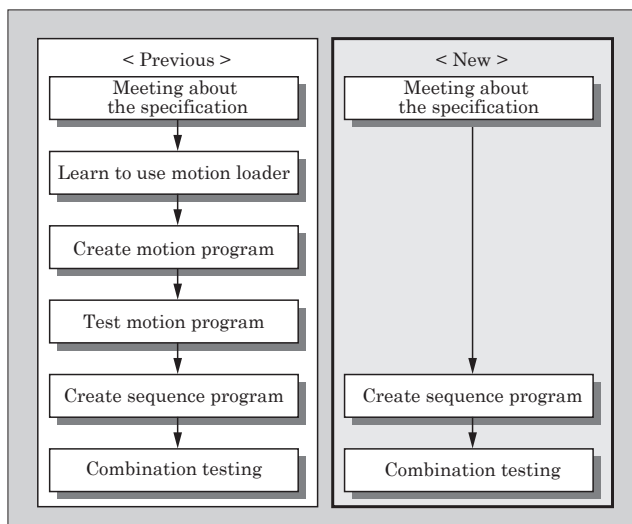 < Previous >
Meeting about
the specification
Learn to use motion loader
Create motion program
Test motion program
Create sequence program
Combination testing
< New >
Meeting about
the specification
Create sequence program
Combination testing